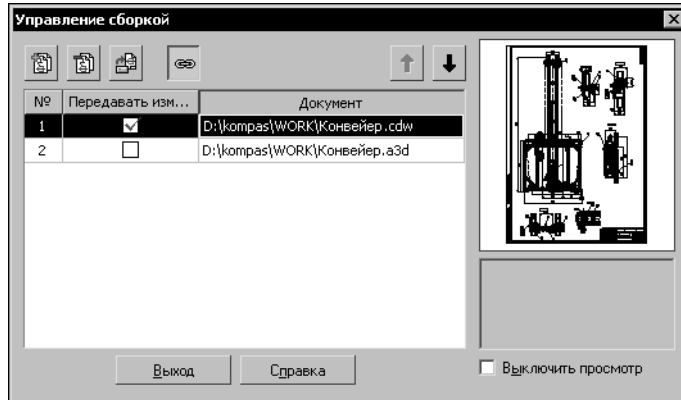 Управление сборкой
№ Передавать изм... Документ
1 D:\kompas\WORK\Конвейер.cdw
2 D:\kompas\WORK\Конвейер.a3d
Выход Справка Выключить просмотр